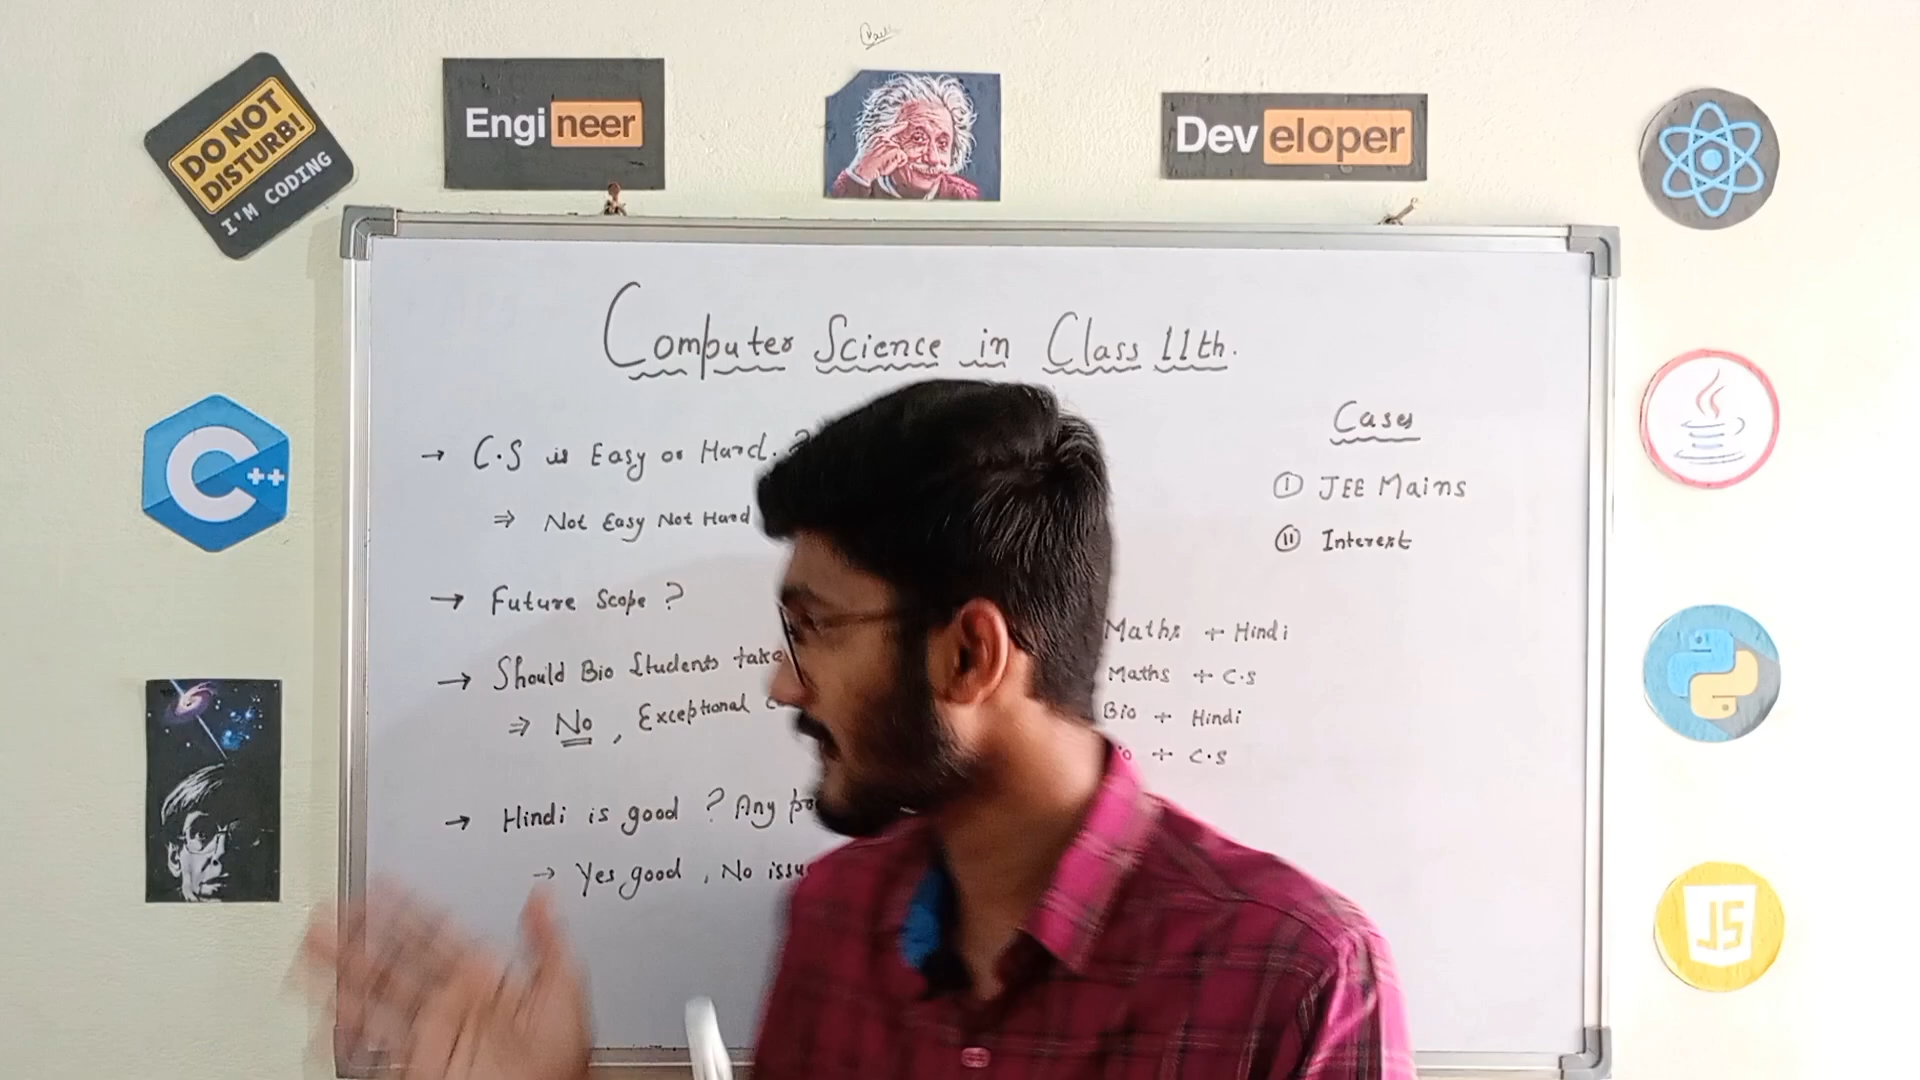 DO NOT
DISTURB!
I'M CODING
Engineer
Developer
Computer Science in Class 11th.
→ C.S is Easy or Hard. ?
⇒ Not Easy Not Hard
→ Future Scope ?
→ Should Bio Students take
⇒ No, Exceptional
→ Hindi is good ? Any
→ Yes good, No
Cases
I JEE Mains
II Interest
Maths + Hindi
Maths + C.S
Bio + Hindi
+ C.S
C++
JS